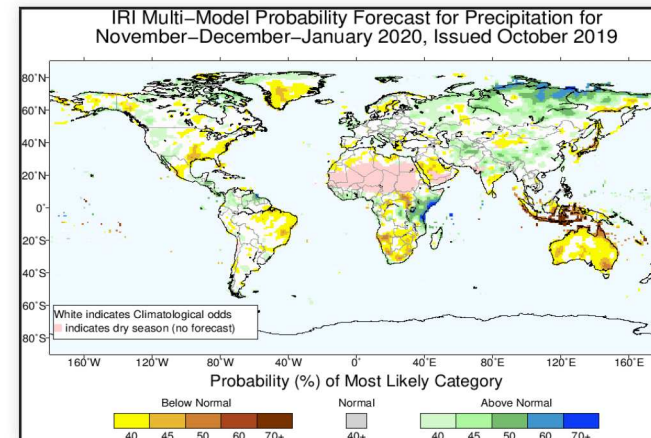 IRI Multi-Model Probability Forecast for Precipitation for
November-December-January 2020, Issued October 2019
80˚N
60˚N
40˚N
20˚N
0˚
20˚S
40˚S
60˚S
80˚S
White indicates Climatological odds
indicates dry season (no forecast)
160˚W 120˚W 80˚W 40˚W 0˚ 40˚E 80˚E 120˚E 160˚E
Probability (%) of Most Likely Category
Below Normal Normal Above Normal
40 45 50 60 70+ 40+ 40 45 50 60 70+